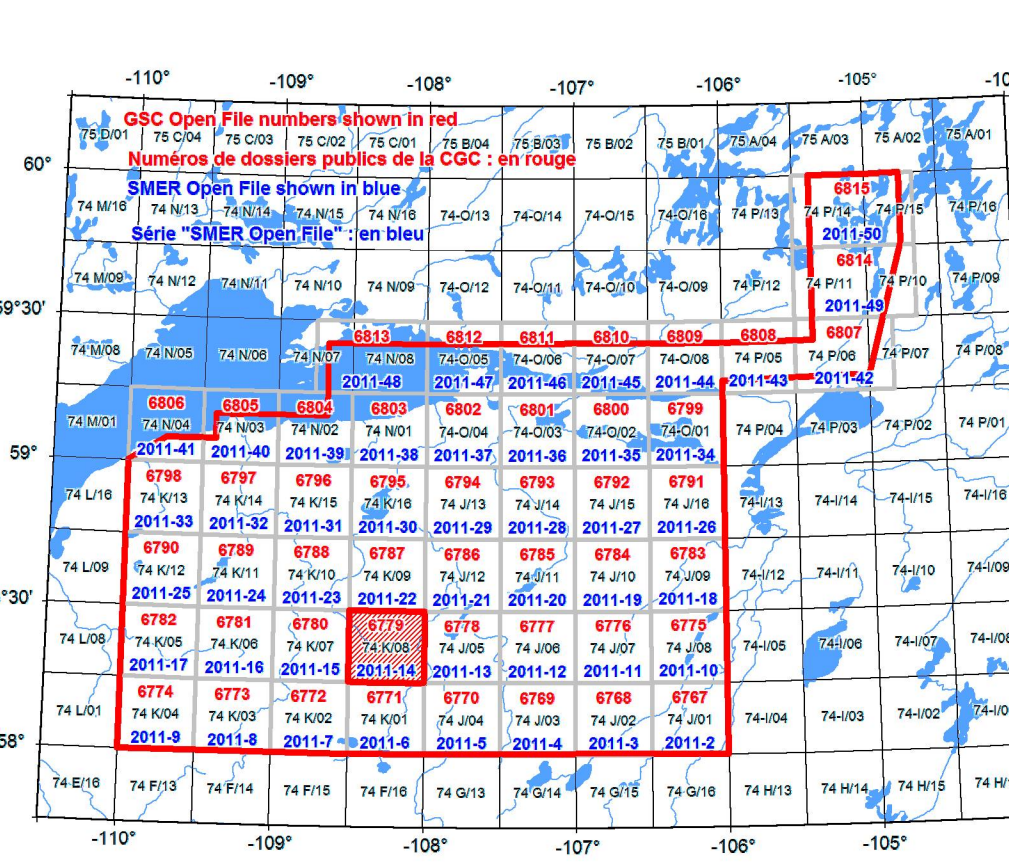 -110° -109° -108° -107° -106° -105° -10
GSC Open File numbers shown in red
75 D/01 75 C/04 75 C/03 75 C/02 75 C/01 75 B/04 75 B/03 75 B/02 75 B/01 75 A/04 75 A/03 75 A/02 75 A/01
60°
Numéros de dossiers publics de la CGC : en rouge
SMER Open File shown in blue
6815
74 M/16 74 N/13 74 N/14 74 N/15 74 N/16 74-O/13 74-O/14 74-O/15 74-O/16 74 P/13 74 P/14 74 P/15 74 P/16
Série "SMER Open File" : en bleu
2011-50
6814
74 M/09 74 N/12 74 N/11 74 N/10 74 N/09 74-O/12 74-O/11 74-O/10 74-O/09 74 P/12 74 P/11 74 P/10 74 P/09
2011-49
59°30'
6813 6812 6811 6810 6809 6808 6807
74 M/08 74 N/05 74 N/06 74 N/07 74 N/08 74-O/05 74-O/06 74-O/07 74-O/08 74 P/05 74 P/06 74 P/07 74 P/08
2011-48 2011-47 2011-46 2011-45 2011-44 2011-43 2011-42
6806 6805 6804 6803 6802 6801 6800 6799
74 M/01 74 N/04 74 N/03 74 N/02 74 N/01 74-O/04 74-O/03 74-O/02 74-O/01 74 P/04 74 P/03 74 P/02 74 P/01
2011-41 2011-40 2011-39 2011-38 2011-37 2011-36 2011-35 2011-34
59°
6798 6797 6796 6795 6794 6793 6792 6791
74 L/16 74 K/13 74 K/14 74 K/15 74 K/16 74 J/13 74 J/14 74 J/15 74 J/16 74-I/13 74-I/14 74-I/15 74-I/16
2011-33 2011-32 2011-31 2011-30 2011-29 2011-28 2011-27 2011-26
6790 6789 6788 6787 6786 6785 6784 6783
74 L/09 74 K/12 74 K/11 74 K/10 74 K/09 74 J/12 74 J/11 74 J/10 74 J/09 74-I/12 74-I/11 74-I/10 74-I/09
2011-25 2011-24 2011-23 2011-22 2011-21 2011-20 2011-19 2011-18
8°30'
6782 6781 6780 6779 6778 6777 6776 6775
74 L/08 74 K/05 74 K/06 74 K/07 74 K/08 74 J/05 74 J/06 74 J/07 74 J/08 74-I/05 74-I/06 74-I/07 74-I/08
2011-17 2011-16 2011-15 2011-14 2011-13 2011-12 2011-11 2011-10
6774 6773 6772 6771 6770 6769 6768 6767
74 L/01 74 K/04 74 K/03 74 K/02 74 K/01 74 J/04 74 J/03 74 J/02 74 J/01 74-I/04 74-I/03 74-I/02 74-I/0
2011-9 2011-8 2011-7 2011-6 2011-5 2011-4 2011-3 2011-2
58°
74 E/16 74 F/13 74 F/14 74 F/15 74 F/16 74 G/13 74 G/14 74 G/15 74 G/16 74 H/13 74 H/14 74 H/15 74 H/
-110° -109° -108° -107° -106° -105°